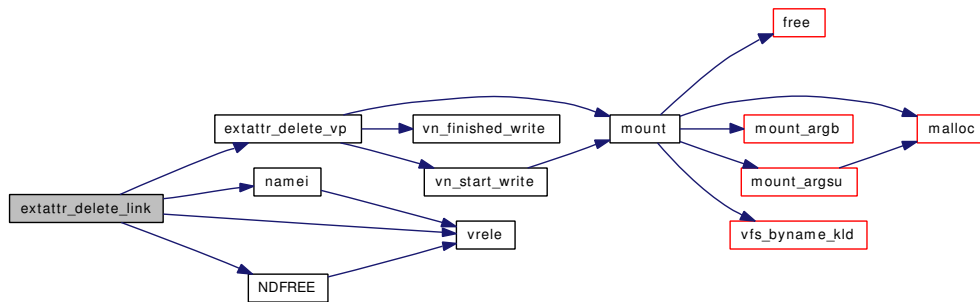 free
extattr_delete_vp
vn_finished_write
mount
mount_argb
malloc
namei
vn_start_write
mount_argsu
extattr_delete_link
vrele
vfs_byname_kld
NDFREE